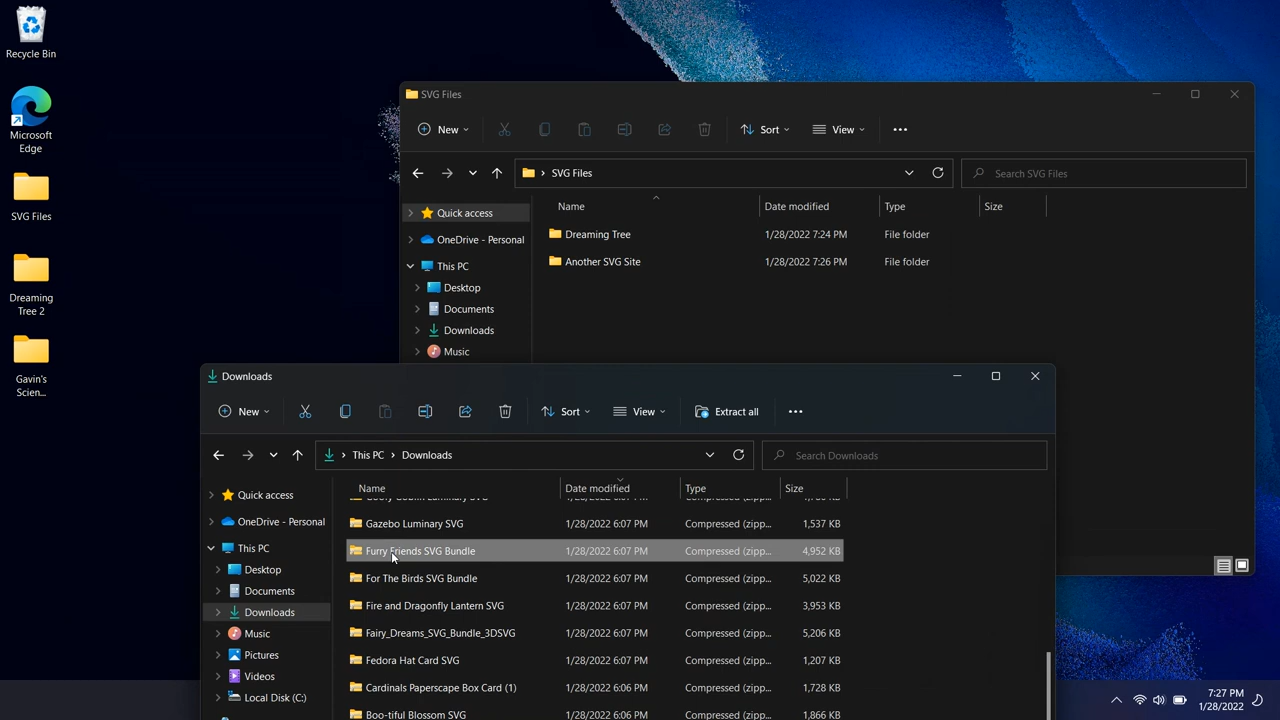 Recycle Bin
Microsoft
Edge
SVG Files
Dreaming
Tree 2
Gavin's
Scien...
SVG Files
New
Sort
View
SVG Files
Search SVG Files
Name
Date modified
Type
Size
Quick access
OneDrive - Personal
This PC
Desktop
Documents
Downloads
Music
Dreaming Tree 1/28/2022 7:24 PM File folder
Another SVG Site 1/28/2022 7:26 PM File folder
Downloads
New
Sort
View
Extract all
This PC > Downloads
Search Downloads
Name
Date modified
Type
Size
Quick access
OneDrive - Personal
This PC
Desktop
Documents
Downloads
Music
Pictures
Videos
Local Disk (C:)
Gazebo Luminary SVG 1/28/2022 6:07 PM Compressed (zipp... 1,537 KB
Furry Friends SVG Bundle 1/28/2022 6:07 PM Compressed (zipp... 4,952 KB
For The Birds SVG Bundle 1/28/2022 6:07 PM Compressed (zipp... 5,022 KB
Fire and Dragonfly Lantern SVG 1/28/2022 6:07 PM Compressed (zipp... 3,953 KB
Fairy_Dreams_SVG_Bundle_3DSVG 1/28/2022 6:07 PM Compressed (zipp... 5,206 KB
Fedora Hat Card SVG 1/28/2022 6:07 PM Compressed (zipp... 1,207 KB
Cardinals Paperscape Box Card (1) 1/28/2022 6:06 PM Compressed (zipp... 1,728 KB
Boo-tiful Blossom SVG 1/28/2022 6:06 PM Compressed (zipp... 1,866 KB
7:27 PM
1/28/2022